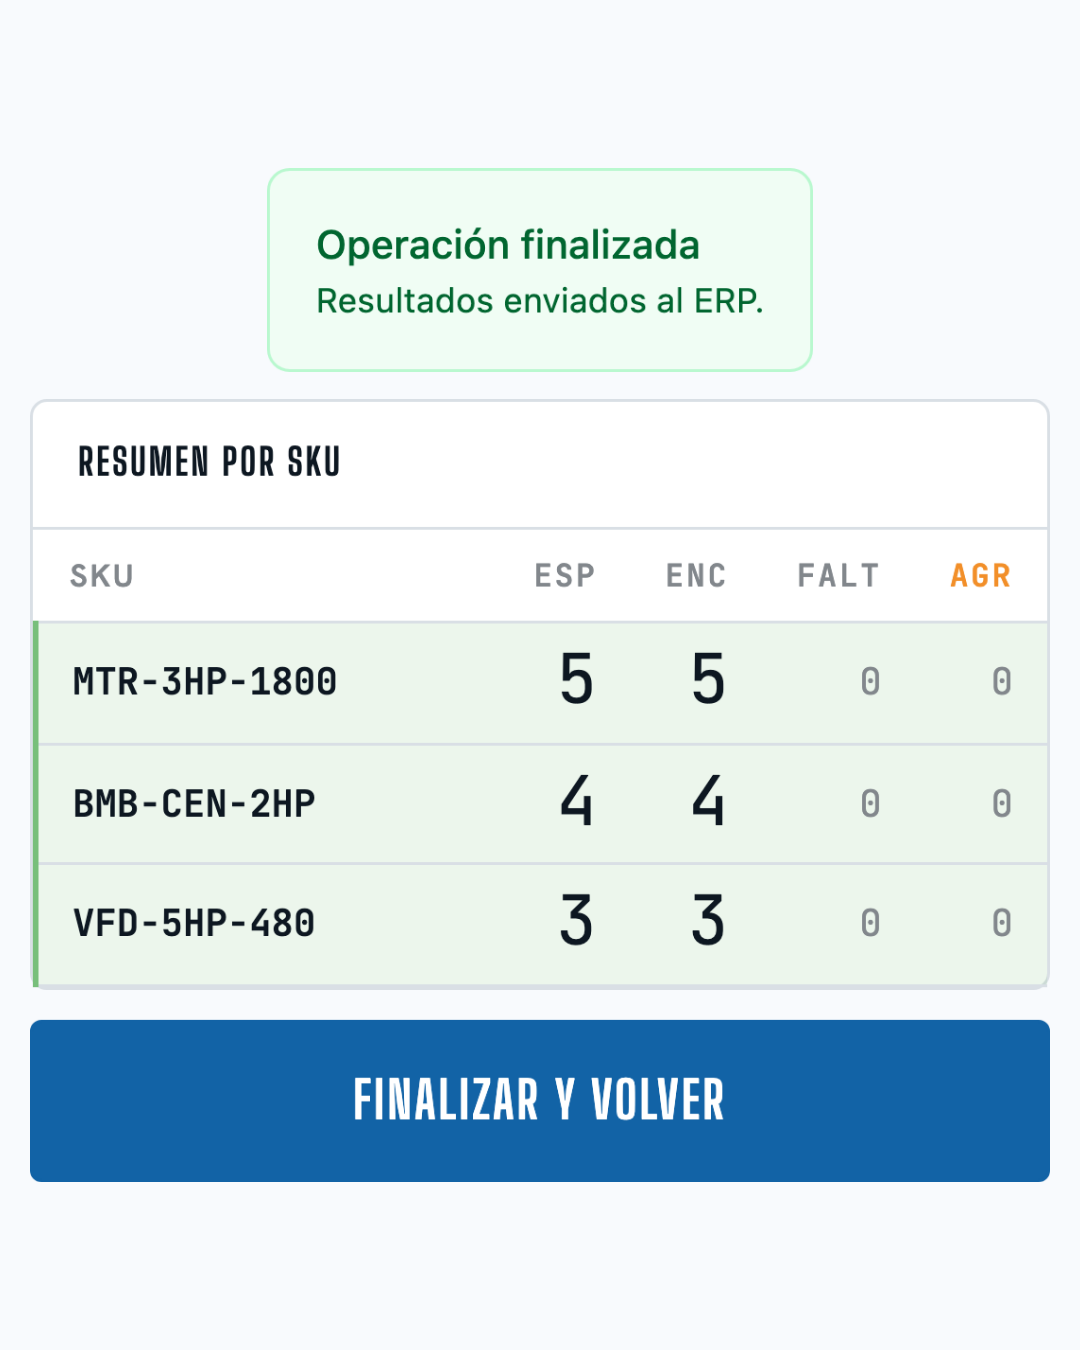 Operación finalizada
Resultados enviados al ERP.
RESUMEN POR SKU
SKU ESP ENC FALT AGR
MTR-3HP-1800 5 5 0 0
BMB-CEN-2HP 4 4 0 0
VFD-5HP-480 3 3 0 0
FINALIZAR Y VOLVER